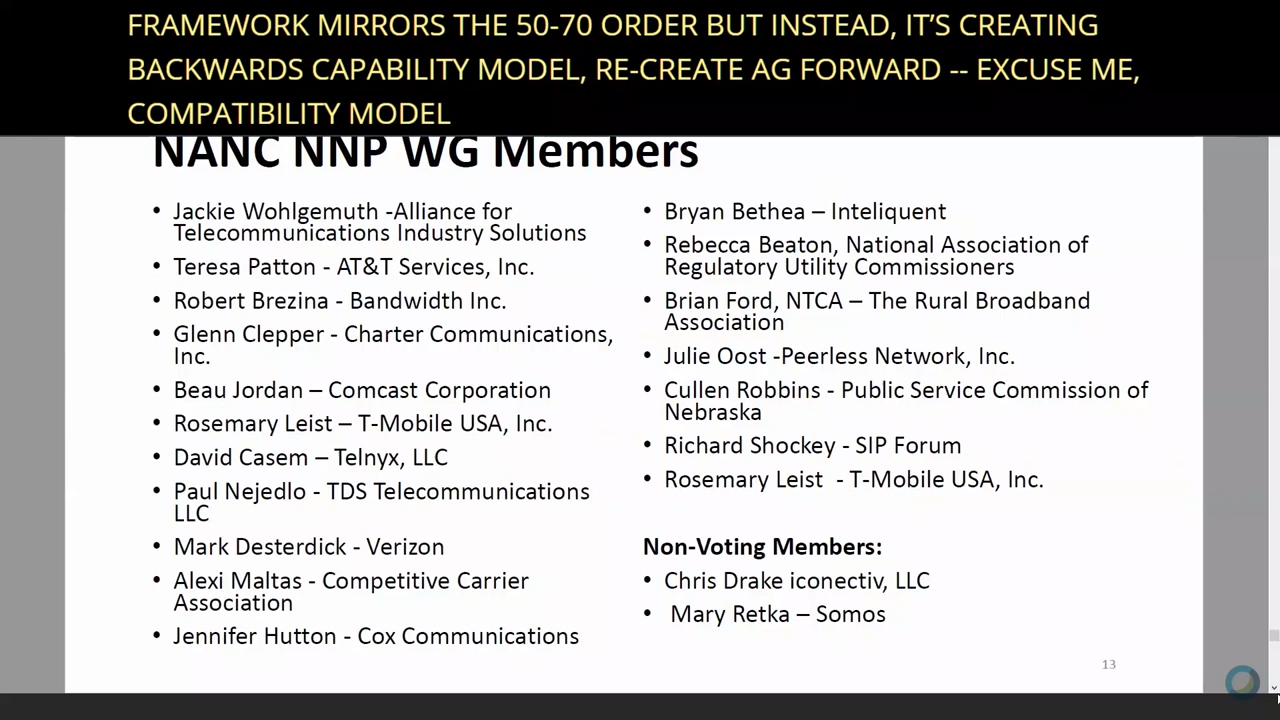 FRAMEWORK MIRRORS THE 50-70 ORDER BUT INSTEAD, IT’S CREATING
BACKWARDS CAPABILITY MODEL, RE-CREATE AG FORWARD -- EXCUSE ME,
COMPATIBILITY MODEL
NANC NNP WG Members
• Jackie Wohlgemuth -Alliance for
Telecommunications Industry Solutions
• Teresa Patton - AT&T Services, Inc.
• Robert Brezina - Bandwidth Inc.
• Glenn Clepper - Charter Communications,
Inc.
• Beau Jordan – Comcast Corporation
• Rosemary Leist – T-Mobile USA, Inc.
• David Casem – Telnyx, LLC
• Paul Nejedlo - TDS Telecommunications
LLC
• Mark Desterdick - Verizon
• Alexi Maltas - Competitive Carrier
Association
• Jennifer Hutton - Cox Communications
• Bryan Bethea – Inteliquent
• Rebecca Beaton, National Association of
Regulatory Utility Commissioners
• Brian Ford, NTCA – The Rural Broadband
Association
• Julie Oost -Peerless Network, Inc.
• Cullen Robbins - Public Service Commission of
Nebraska
• Richard Shockey - SIP Forum
• Rosemary Leist - T-Mobile USA, Inc.
Non-Voting Members:
• Chris Drake iconectiv, LLC
• Mary Retka – Somos
13